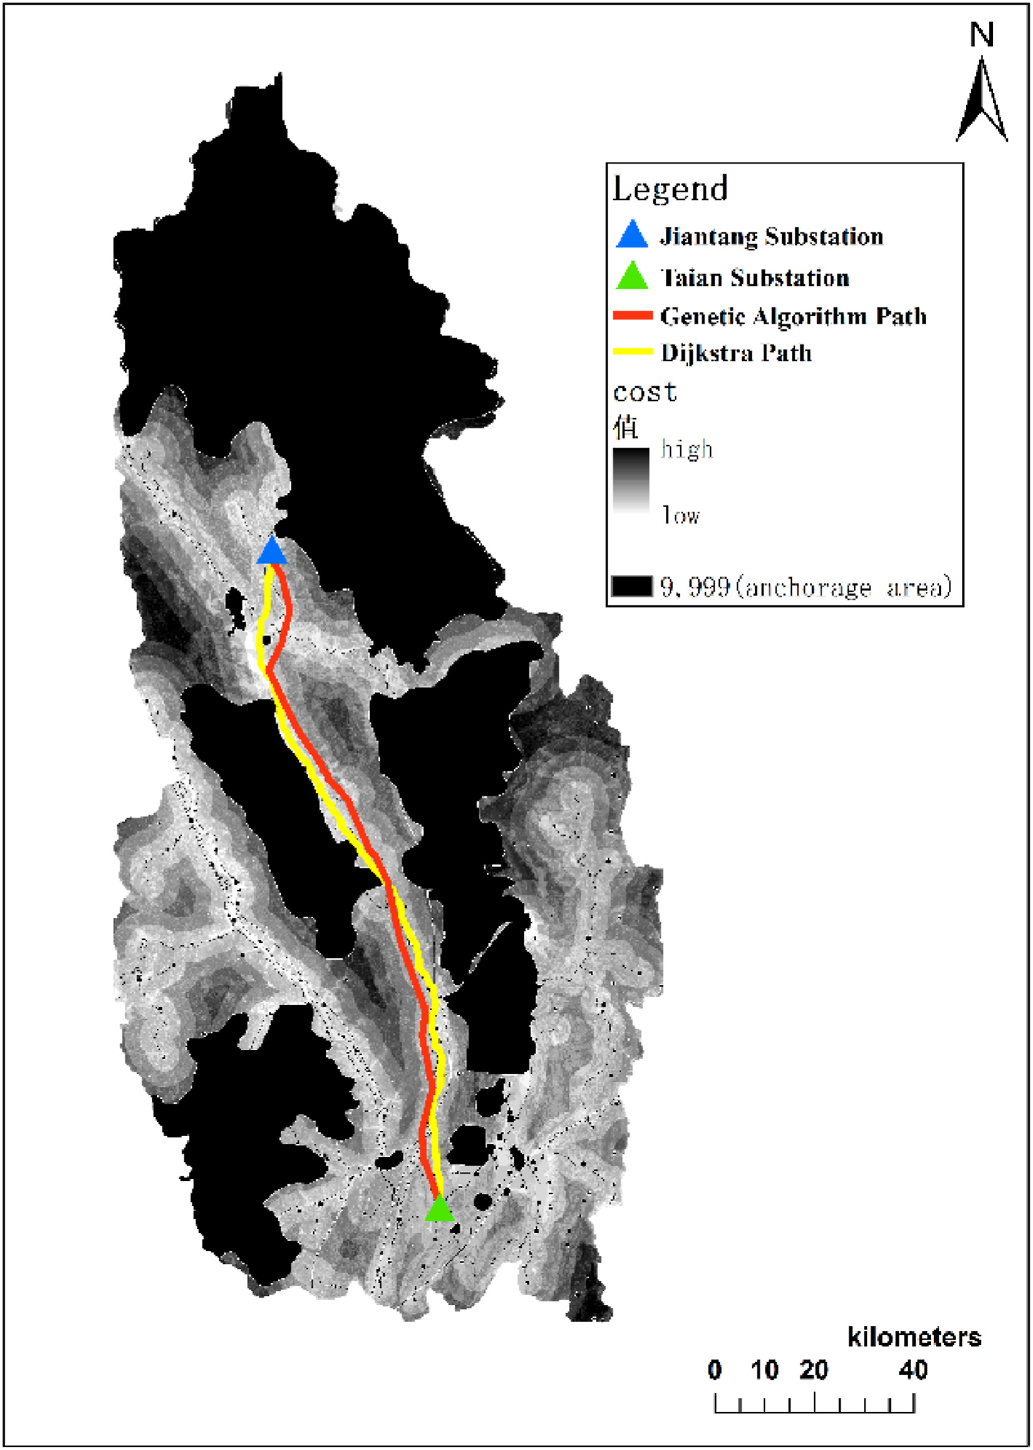 N
Legend
Jiantang Substation
Taian Substation
Genetic Algorithm Path
Dijkstra Path
cost
值
high
low
9,999(anchorage area)
kilometers
0 10 20 40